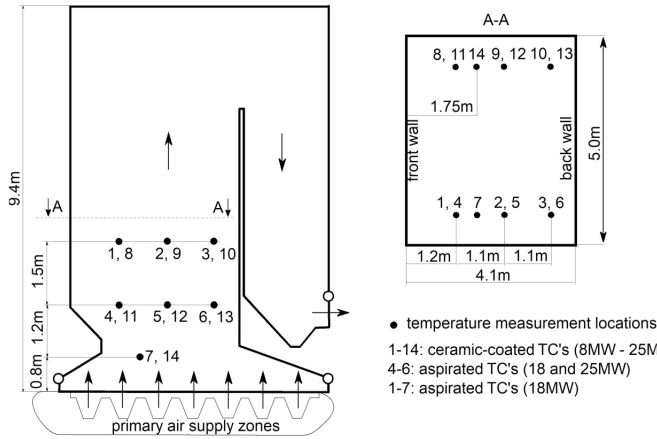 9.4m
1.5m
1.2m
0.8m
A
A
1, 8
2, 9
3, 10
4, 11
5, 12
6, 13
7, 14
primary air supply zones
A-A
8, 11 14 9, 12 10, 13
1.75m
front wall
back wall
5.0m
1, 4 7 2, 5 3, 6
1.2m 1.1m 1.1m
4.1m
temperature measurement locations
1-14: ceramic-coated TC's (8MW - 25M
4-6: aspirated TC's (18 and 25MW)
1-7: aspirated TC's (18MW)